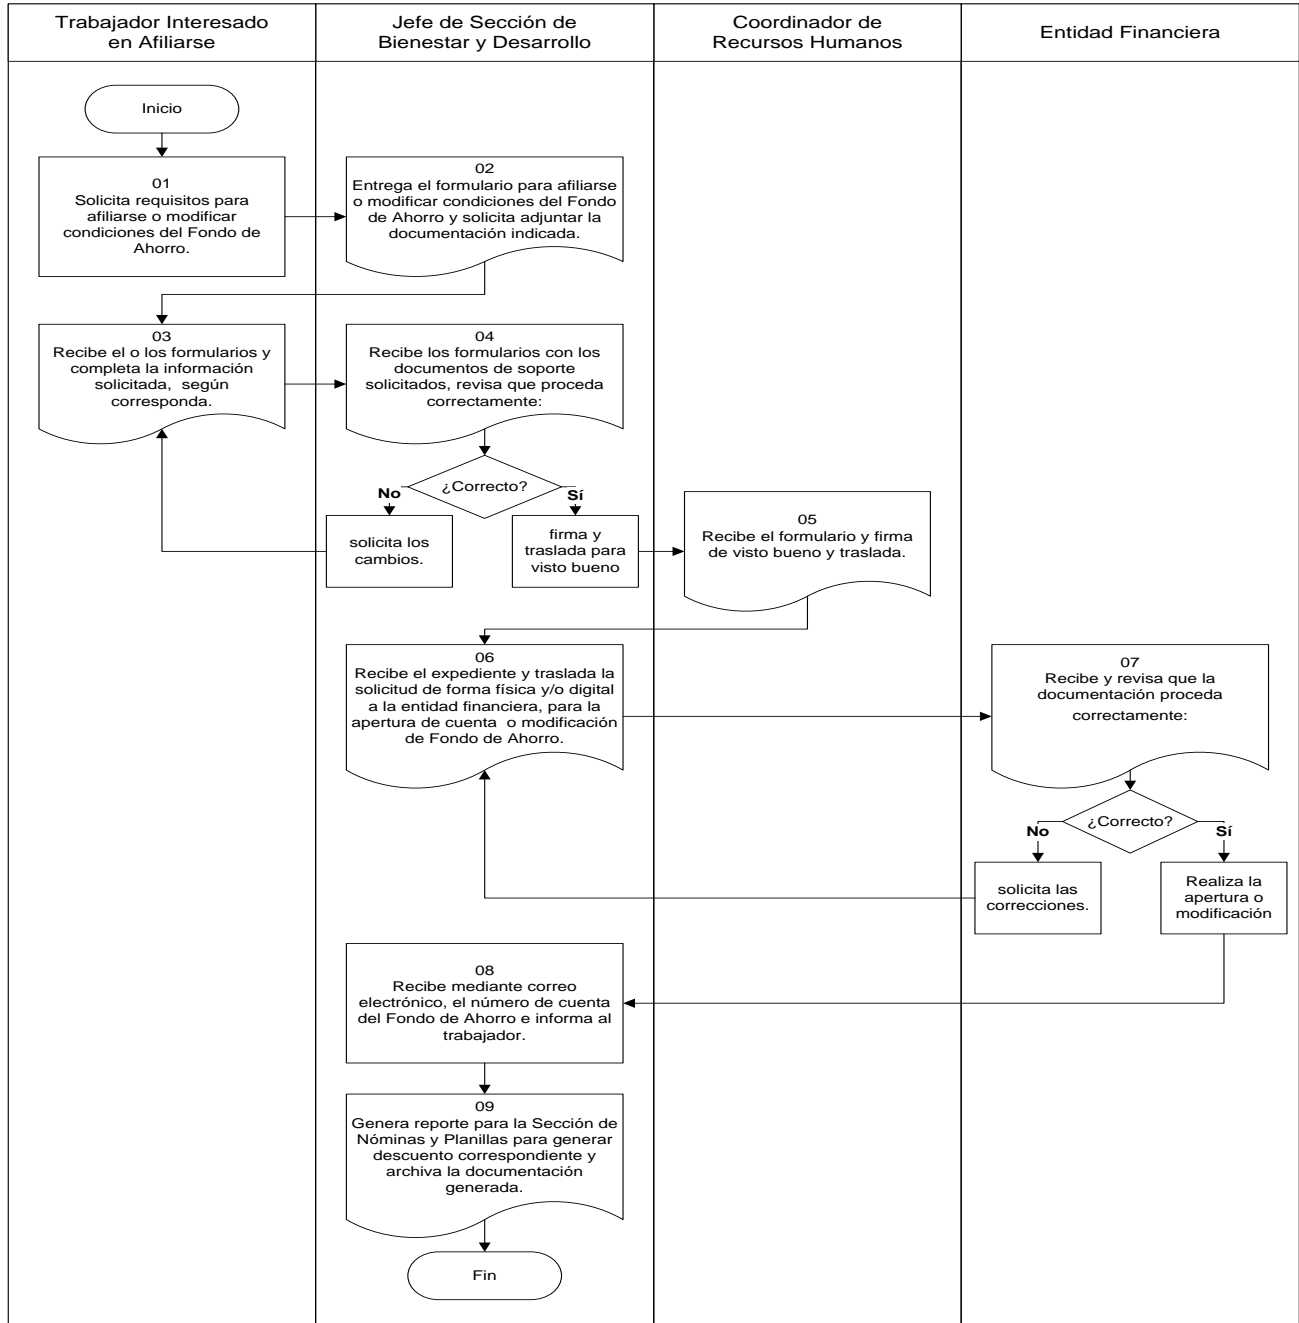 Trabajador Interesado
en Afiliarse
Jefe de Sección de
Bienestar y Desarrollo
Coordinador de
Recursos Humanos
Entidad Financiera
Inicio
01
Solicita requisitos para
afiliarse o modificar
condiciones del Fondo de
Ahorro.
02
Entrega el formulario para afiliarse
o modificar condiciones del Fondo
de Ahorro y solicita adjuntar la
documentación indicada.
03
Recibe el o los formularios y
completa la información
solicitada, según
corresponda.
04
Recibe los formularios con los
documentos de soporte
solicitados, revisa que proceda
correctamente:
¿Correcto?
No
Sí
solicita los
cambios.
firma y
traslada para
visto bueno
05
Recibe el formulario y firma
de visto bueno y traslada.
06
Recibe el expediente y traslada la
solicitud de forma física y/o digital
a la entidad financiera, para la
apertura de cuenta o modificación
de Fondo de Ahorro.
07
Recibe y revisa que la
documentación proceda
correctamente:
¿Correcto?
No
Sí
solicita las
correcciones.
Realiza la
apertura o
modificación
08
Recibe mediante correo
electrónico, el número de cuenta
del Fondo de Ahorro e informa al
trabajador.
09
Genera reporte para la Sección de
Nóminas y Planillas para generar
descuento correspondiente y
archiva la documentación
generada.
Fin